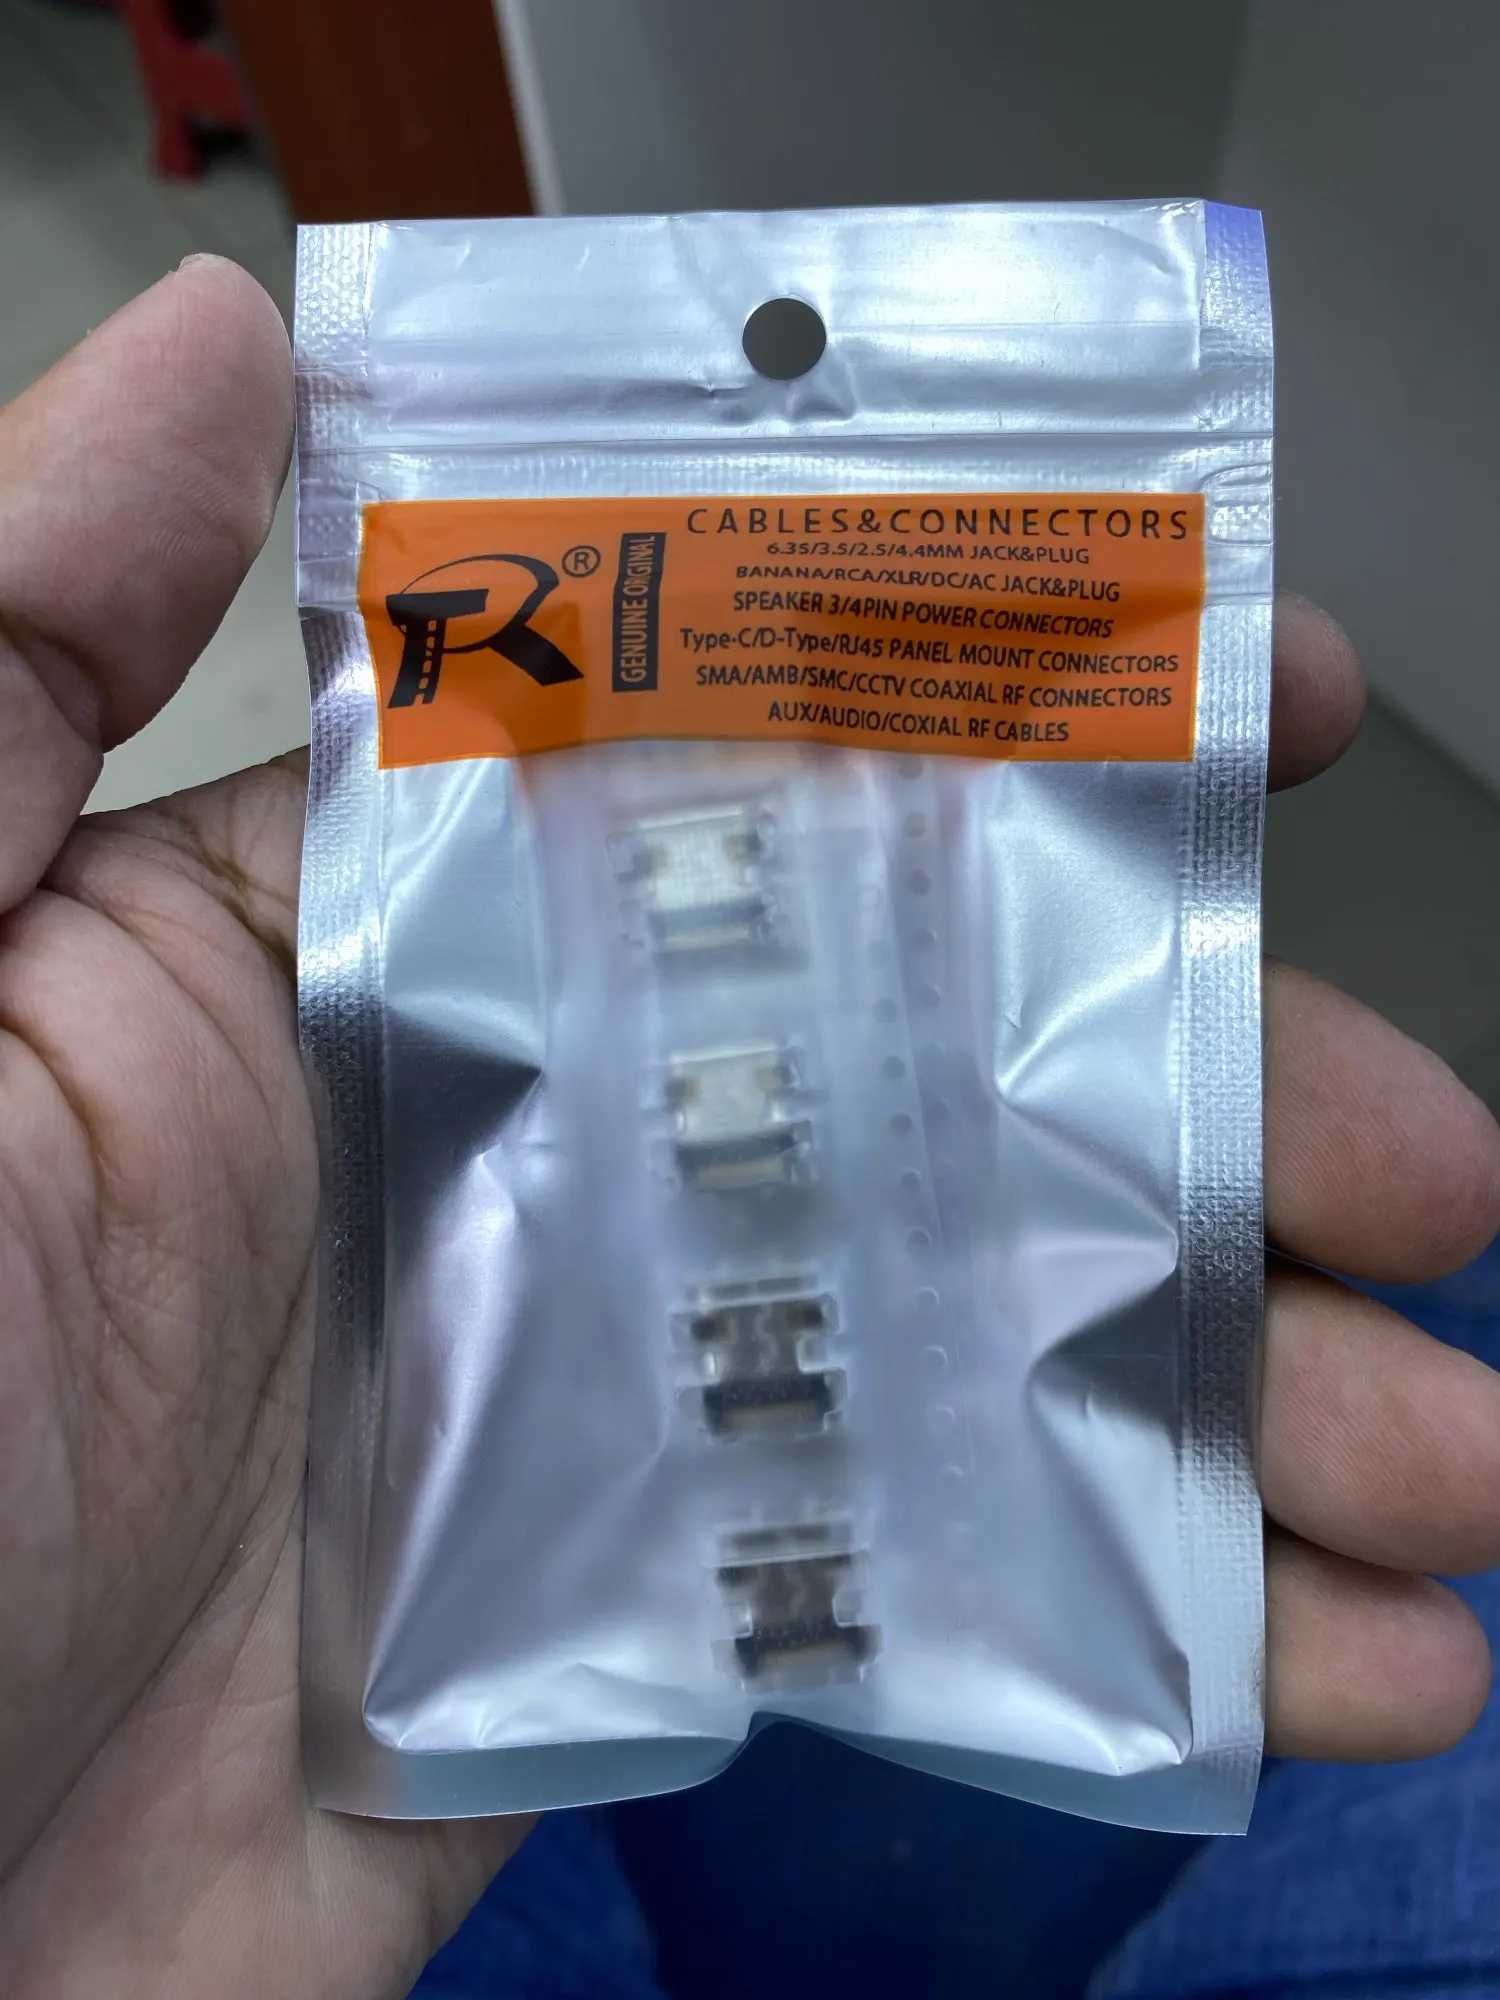 TR®
GENUINE ORGINAL
CABLES&CONNECTORS
6.35/3.5/2.5/4.4MM JACK&PLUG
BANANA/RCA/XLR/DC/AC JACK&PLUG
SPEAKER 3/4PIN POWER CONNECTORS
Type-C/D-Type/RJ45 PANEL MOUNT CONNECTORS
SMA/AMB/SMC/CCTV COAXIAL RF CONNECTORS
AUX/AUDIO/COXIAL RF CABLES